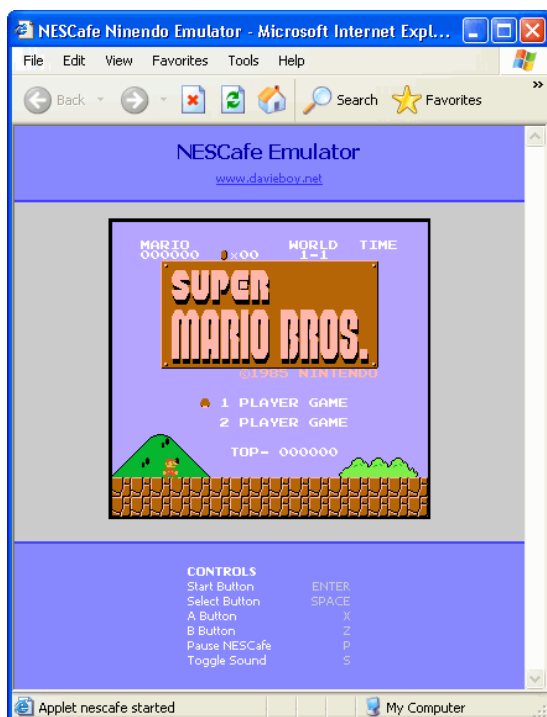 NESCafe Ninendo Emulator - Microsoft Internet Expl...
File Edit View Favorites Tools Help
Back Search Favorites »
NESCafe Emulator
www.davieboy.net
MARIO WORLD TIME
000000 ×00 1-1
SUPER
MARIO BROS.
©1985 NINTENDO
1 PLAYER GAME
2 PLAYER GAME
TOP- 000000
CONTROLS
Start Button ENTER
Select Button SPACE
A Button X
B Button Z
Pause NESCafe P
Toggle Sound S
Applet nescafe started My Computer